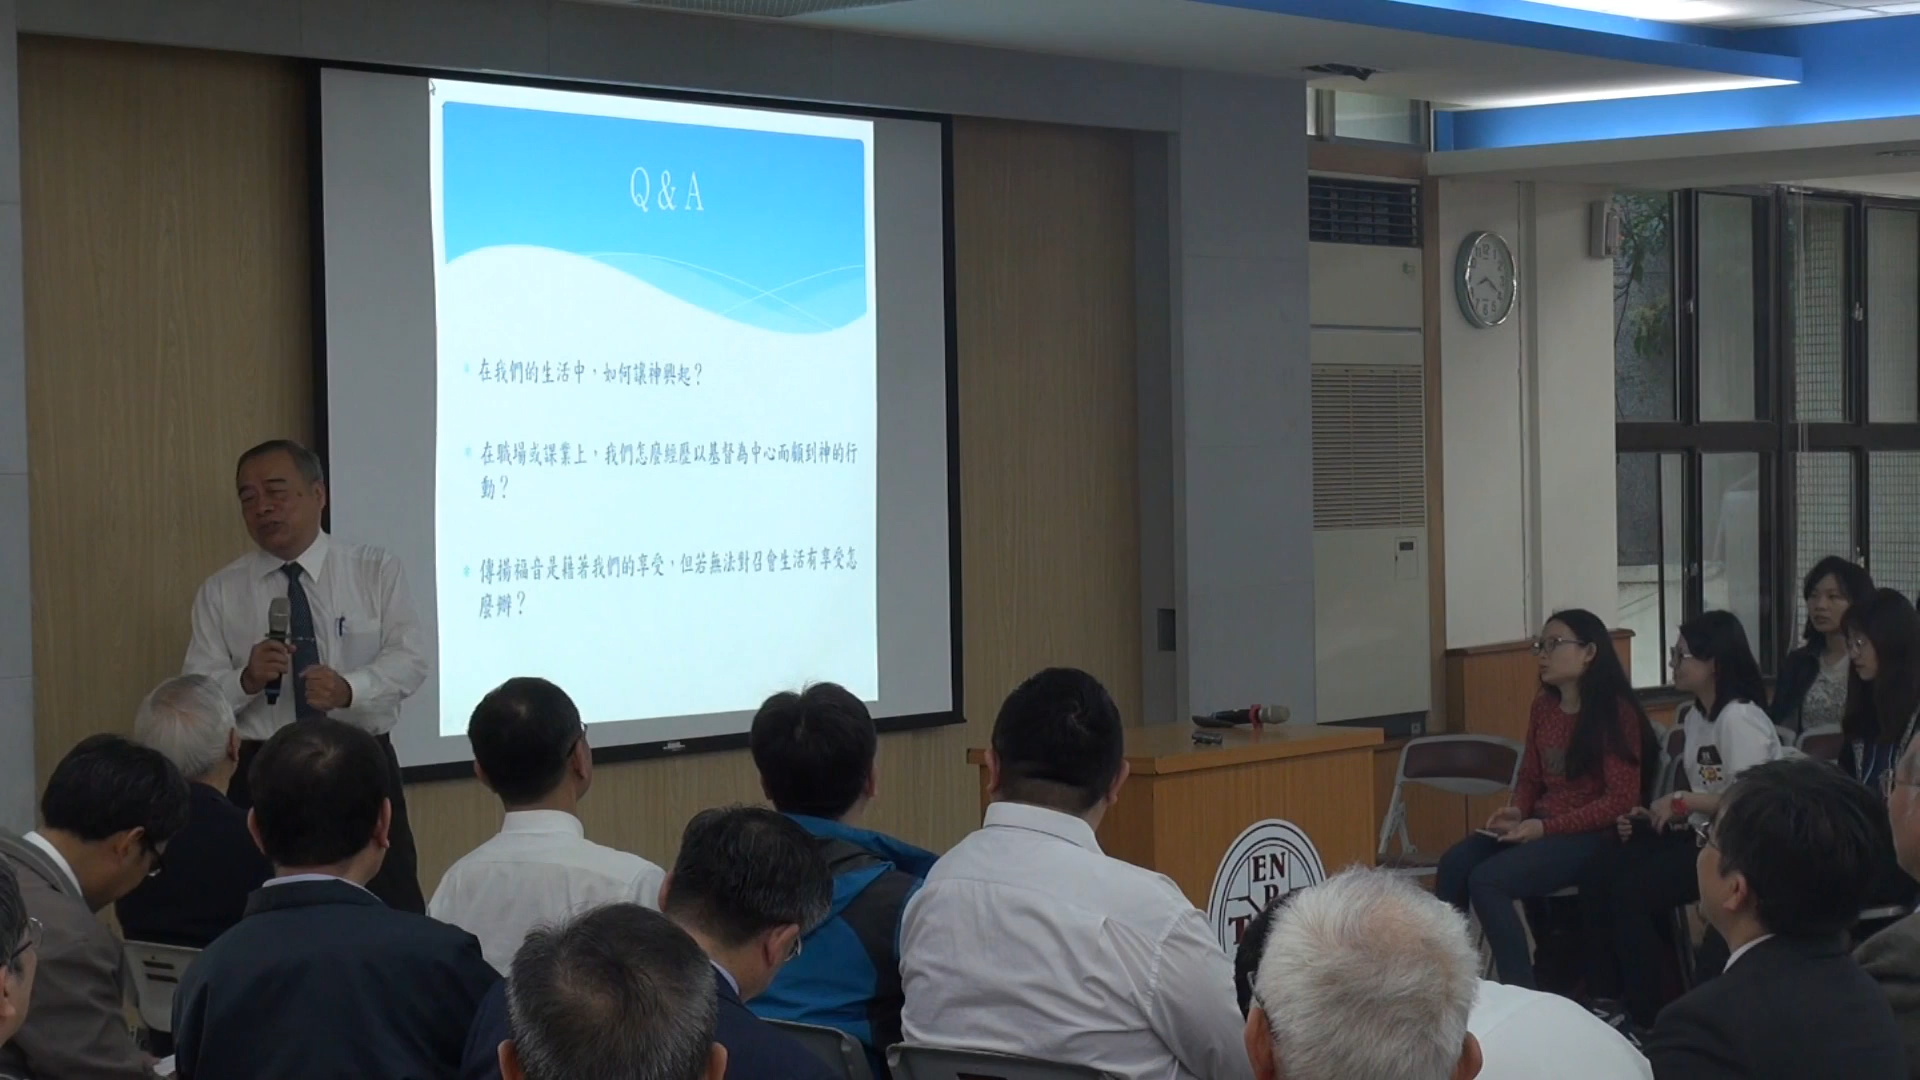 Q & A
在我們的生活中，如何讓神興起？
在職場或課業上，我們怎麼經歷以基督為中心而顧到神的行
動？
傳揚福音是藉著我們的享受，但若無法對召會生活有享受怎
麼辦？
EN